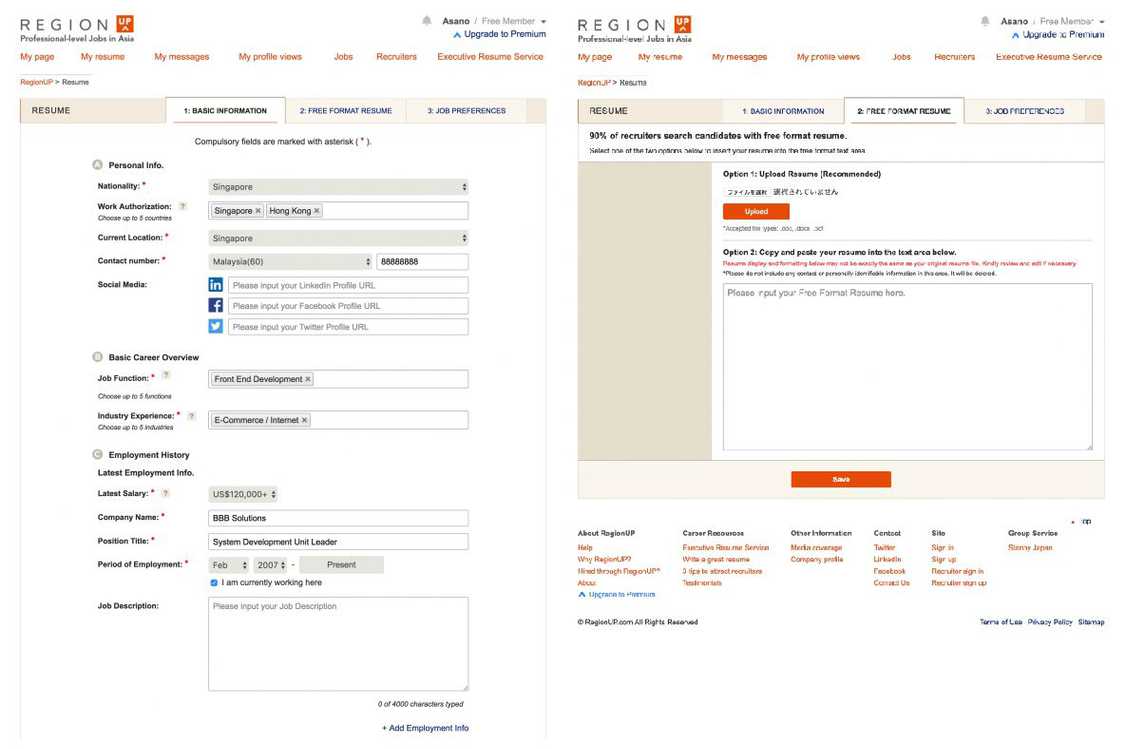 REGION UP
Professional-level Jobs in Asia
Asano / Free Member
Upgrade to Premium
My page My resume My messages My profile views Jobs Recruiters Executive Resume Service
RegionUP > Resume
RESUME 1: BASIC INFORMATION 2: FREE FORMAT RESUME 3: JOB PREFERENCES
Compulsory fields are marked with asterisk ( * ).
A Personal Info.
Nationality: * Singapore
Work Authorization: ? Singapore × Hong Kong ×
Choose up to 5 countries
Current Location: * Singapore
Contact number: * Malaysia(60) 88888888
Social Media: in Please input your LinkedIn Profile URL
f Please input your Facebook Profile URL
Please input your Twitter Profile URL
B Basic Career Overview
Job Function: * ? Front End Development ×
Choose up to 5 functions
Industry Experience: * ? E-Commerce / Internet ×
Choose up to 5 industries
C Employment History
Latest Employment Info.
Latest Salary: * ? US$120,000+
Company Name: * BBB Solutions
Position Title: * System Development Unit Leader
Period of Employment: * Feb 2007 - Present
I am currently working here
Job Description: Please input your Job Description
0 of 4000 characters typed
+ Add Employment Info
REGION UP
Professional-level Jobs in Asia
Asano / Free Member
Upgrade to Premium
My page My resume My messages My profile views Jobs Recruiters Executive Resume Service
RegionUP > Resume
RESUME 1: BASIC INFORMATION 2: FREE FORMAT RESUME 3: JOB PREFERENCES
90% of recruiters search candidates with free format resume.
Select one of the two options below to insert your resume into the free format text area.
Option 1: Upload Resume (Recommended)
ファイルを選択 選択されていません
Upload
*Accepted file types: .doc, .docx, .txt
Option 2: Copy and paste your resume into the text area below.
Resume display and formatting below may not be exactly the same as your original resume file. Kindly review and edit if necessary.
*Please do not include any contact or personally identifiable information in this area. It will be deleted.
Please input your Free Format Resume here.
Save
Top
About RegionUP Career Resources Other Information Contact Site Group Service
Help Executive Resume Service Media coverage Twitter Sign in Skillhy Japan
Why RegionUP? Write a great resume Company profile LinkedIn Sign up
Hired through RegionUP? 3 tips to attract recruiters Facebook Recruiter sign in
About Testimonials Contact Us Recruiter sign up
Upgrade to Premium
© RegionUP.com All Rights Reserved
Terms of Use Privacy Policy Sitemap